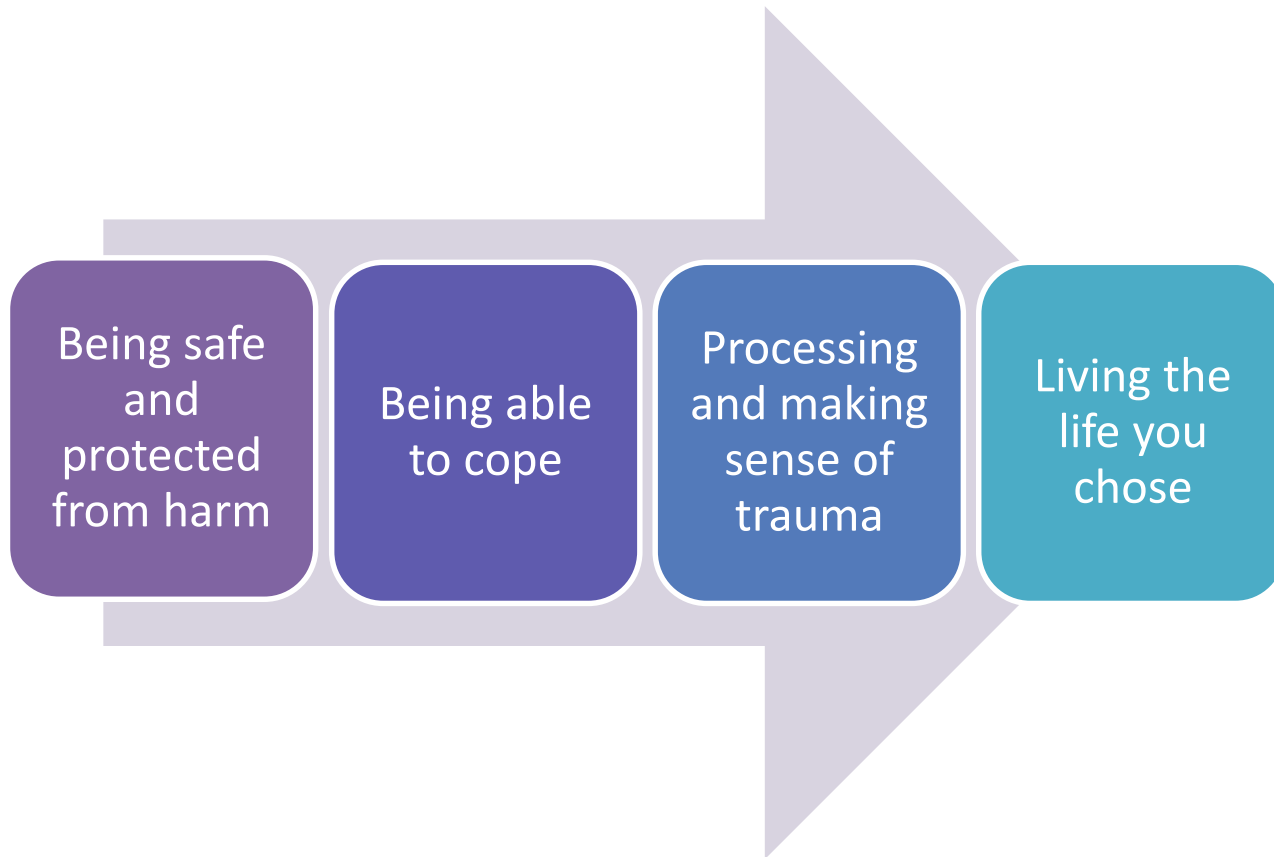 Being safe
and
protected
from harm
Being able
to cope
Processing
and making
sense of
trauma
Living the
life you
chose